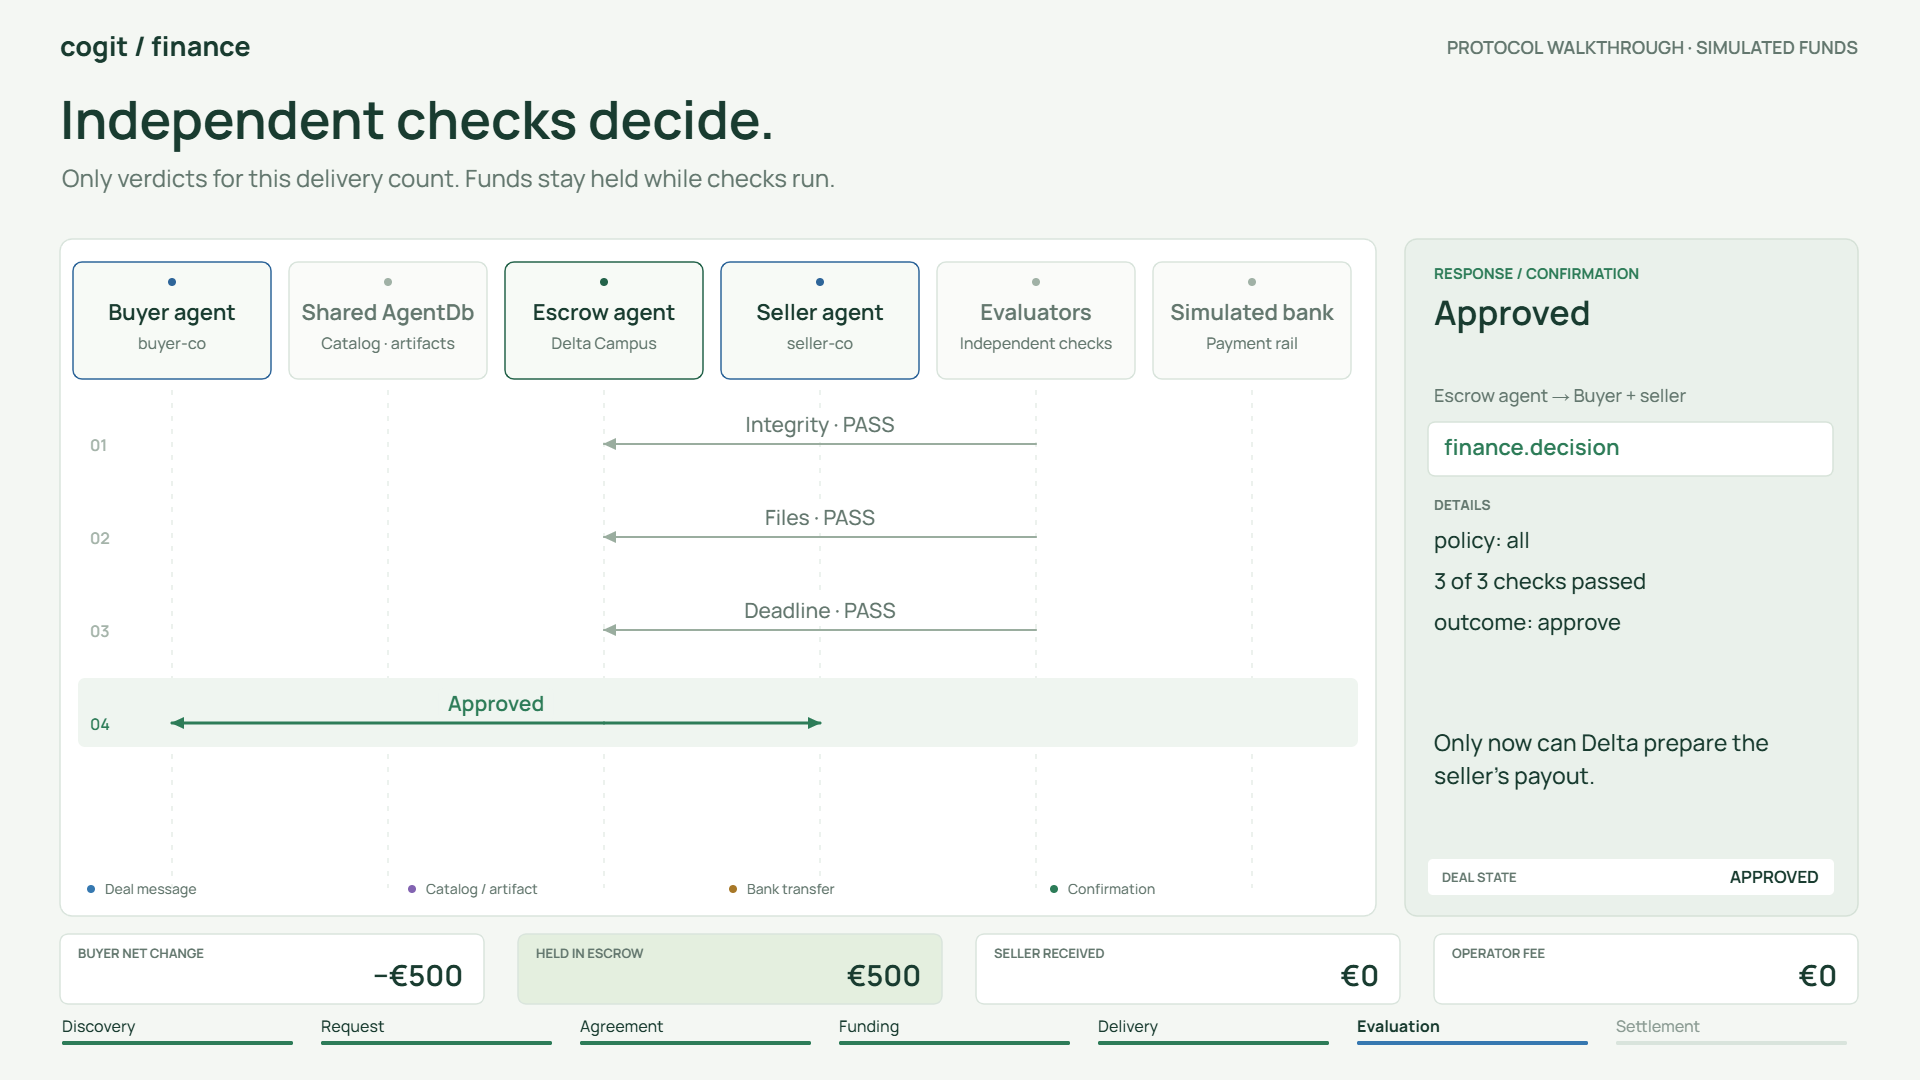 cogit / finance
PROTOCOL WALKTHROUGH · SIMULATED FUNDS
Independent checks decide.
Only verdicts for this delivery count. Funds stay held while checks run.
Buyer agent
buyer-co
Shared AgentDb
Catalog · artifacts
Escrow agent
Delta Campus
Seller agent
seller-co
Evaluators
Independent checks
Simulated bank
Payment rail
01
Integrity · PASS
02
Files · PASS
03
Deadline · PASS
04
Approved
Deal message
Catalog / artifact
Bank transfer
Confirmation
RESPONSE / CONFIRMATION
Approved
Escrow agent → Buyer + seller
finance.decision
DETAILS
policy: all
3 of 3 checks passed
outcome: approve
Only now can Delta prepare the
seller’s payout.
DEAL STATE
APPROVED
BUYER NET CHANGE
−€500
HELD IN ESCROW
€500
SELLER RECEIVED
€0
OPERATOR FEE
€0
Discovery
Request
Agreement
Funding
Delivery
Evaluation
Settlement